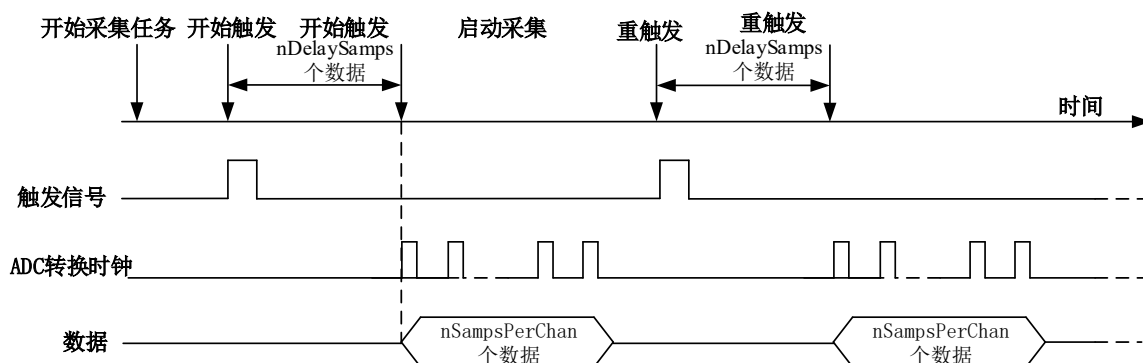 开始采集任务 开始触发 开始触发 启动采集 重触发 重触发
nDelaySamps
个数据
nDelaySamps
个数据
时间
触发信号
ADC转换时钟
数据
nSampsPerChan
个数据
nSampsPerChan
个数据